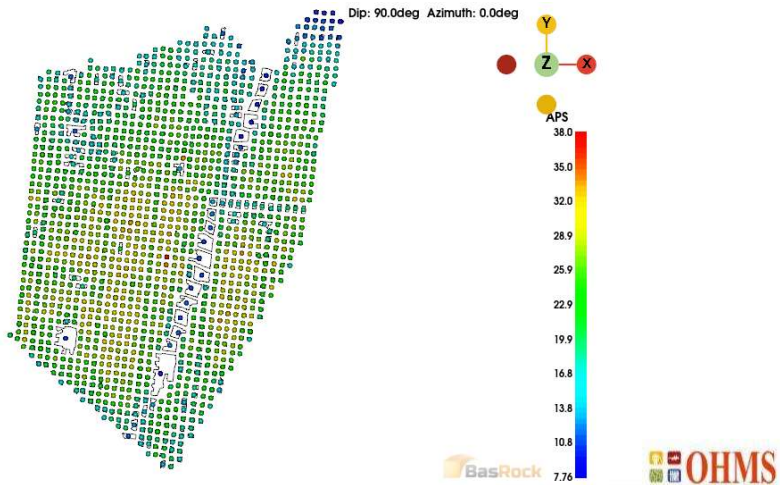 Dip: 90.0deg Azimuth: 0.0deg
Y
Z
X
APS
38.0
35.0
32.0
28.9
25.9
22.9
19.9
16.8
13.8
10.8
7.76
BasRock
OHMS